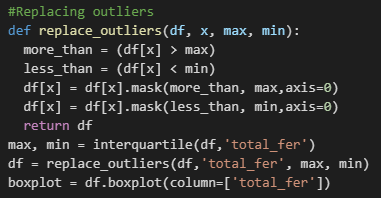 #Replacing outliers
def replace_outliers(df, x, max, min):
  more_than = (df[x] > max)
  less_than = (df[x] < min)
  df[x] = df[x].mask(more_than, max,axis=0)
  df[x] = df[x].mask(less_than, min,axis=0)
  return df
max, min = interquartile(df,'total_fer')
df = replace_outliers(df,'total_fer', max, min)
boxplot = df.boxplot(column=['total_fer'])